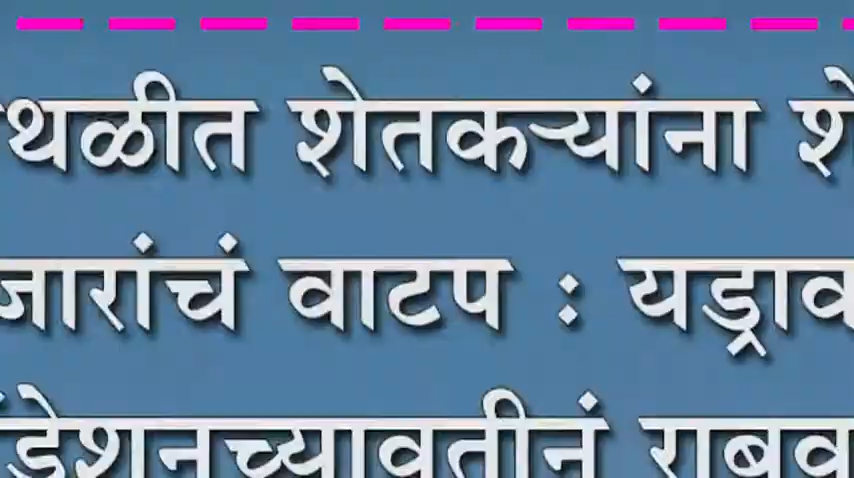 थळीत शेतकऱ्यांना शे
जारांचं वाटप : यड्राव
डेशनच्यावतीनं राबव